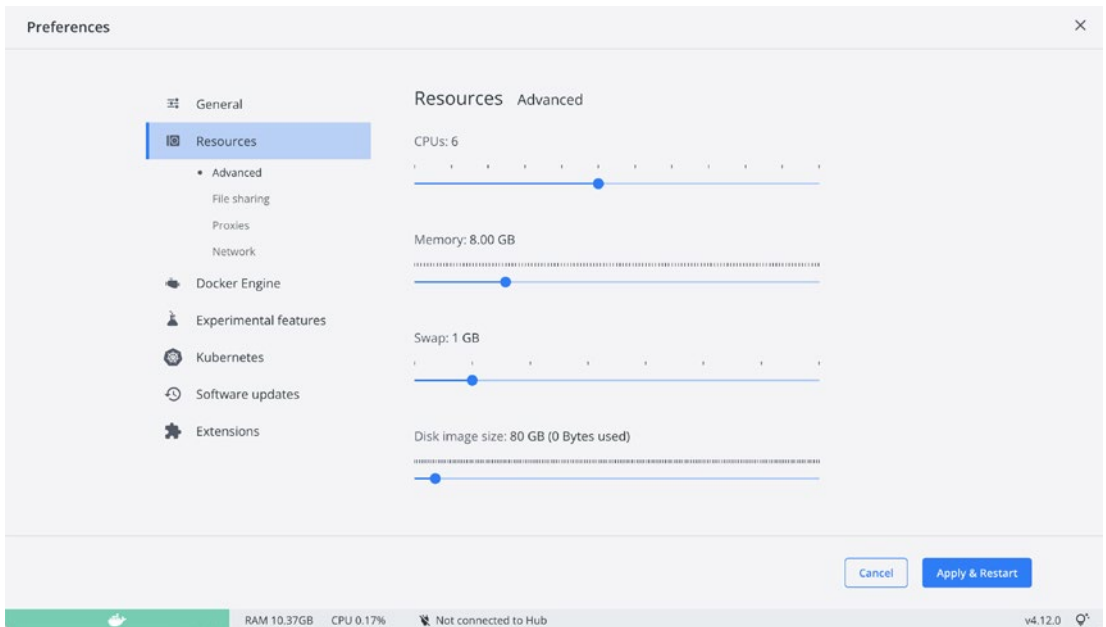 Preferences
General
Resources
Advanced
File sharing
Proxies
Network
Docker Engine
Experimental features
Kubernetes
Software updates
Extensions
Resources Advanced
CPUs: 6
Memory: 8.00 GB
Swap: 1 GB
Disk image size: 80 GB (0 Bytes used)
Cancel Apply & Restart
RAM 10.37GB CPU 0.17% Not connected to Hub v4.12.0